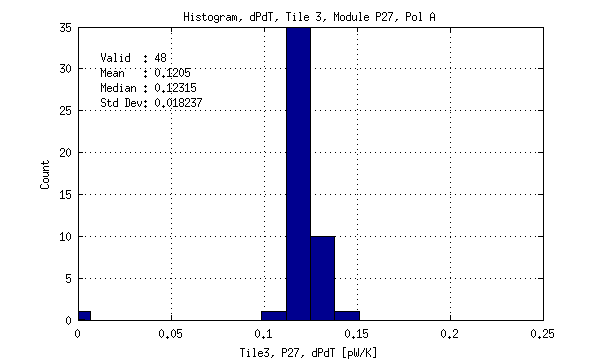 Histogram, dPdT, Tile 3, Module P27, Pol A
35
30
25
20
15
10
5
0
Count
Valid : 48
Mean : 0.1205
Median : 0.12315
Std Dev: 0.018237
0 0.05 0.1 0.15 0.2 0.25
Tile3, P27, dPdT [pW/K]